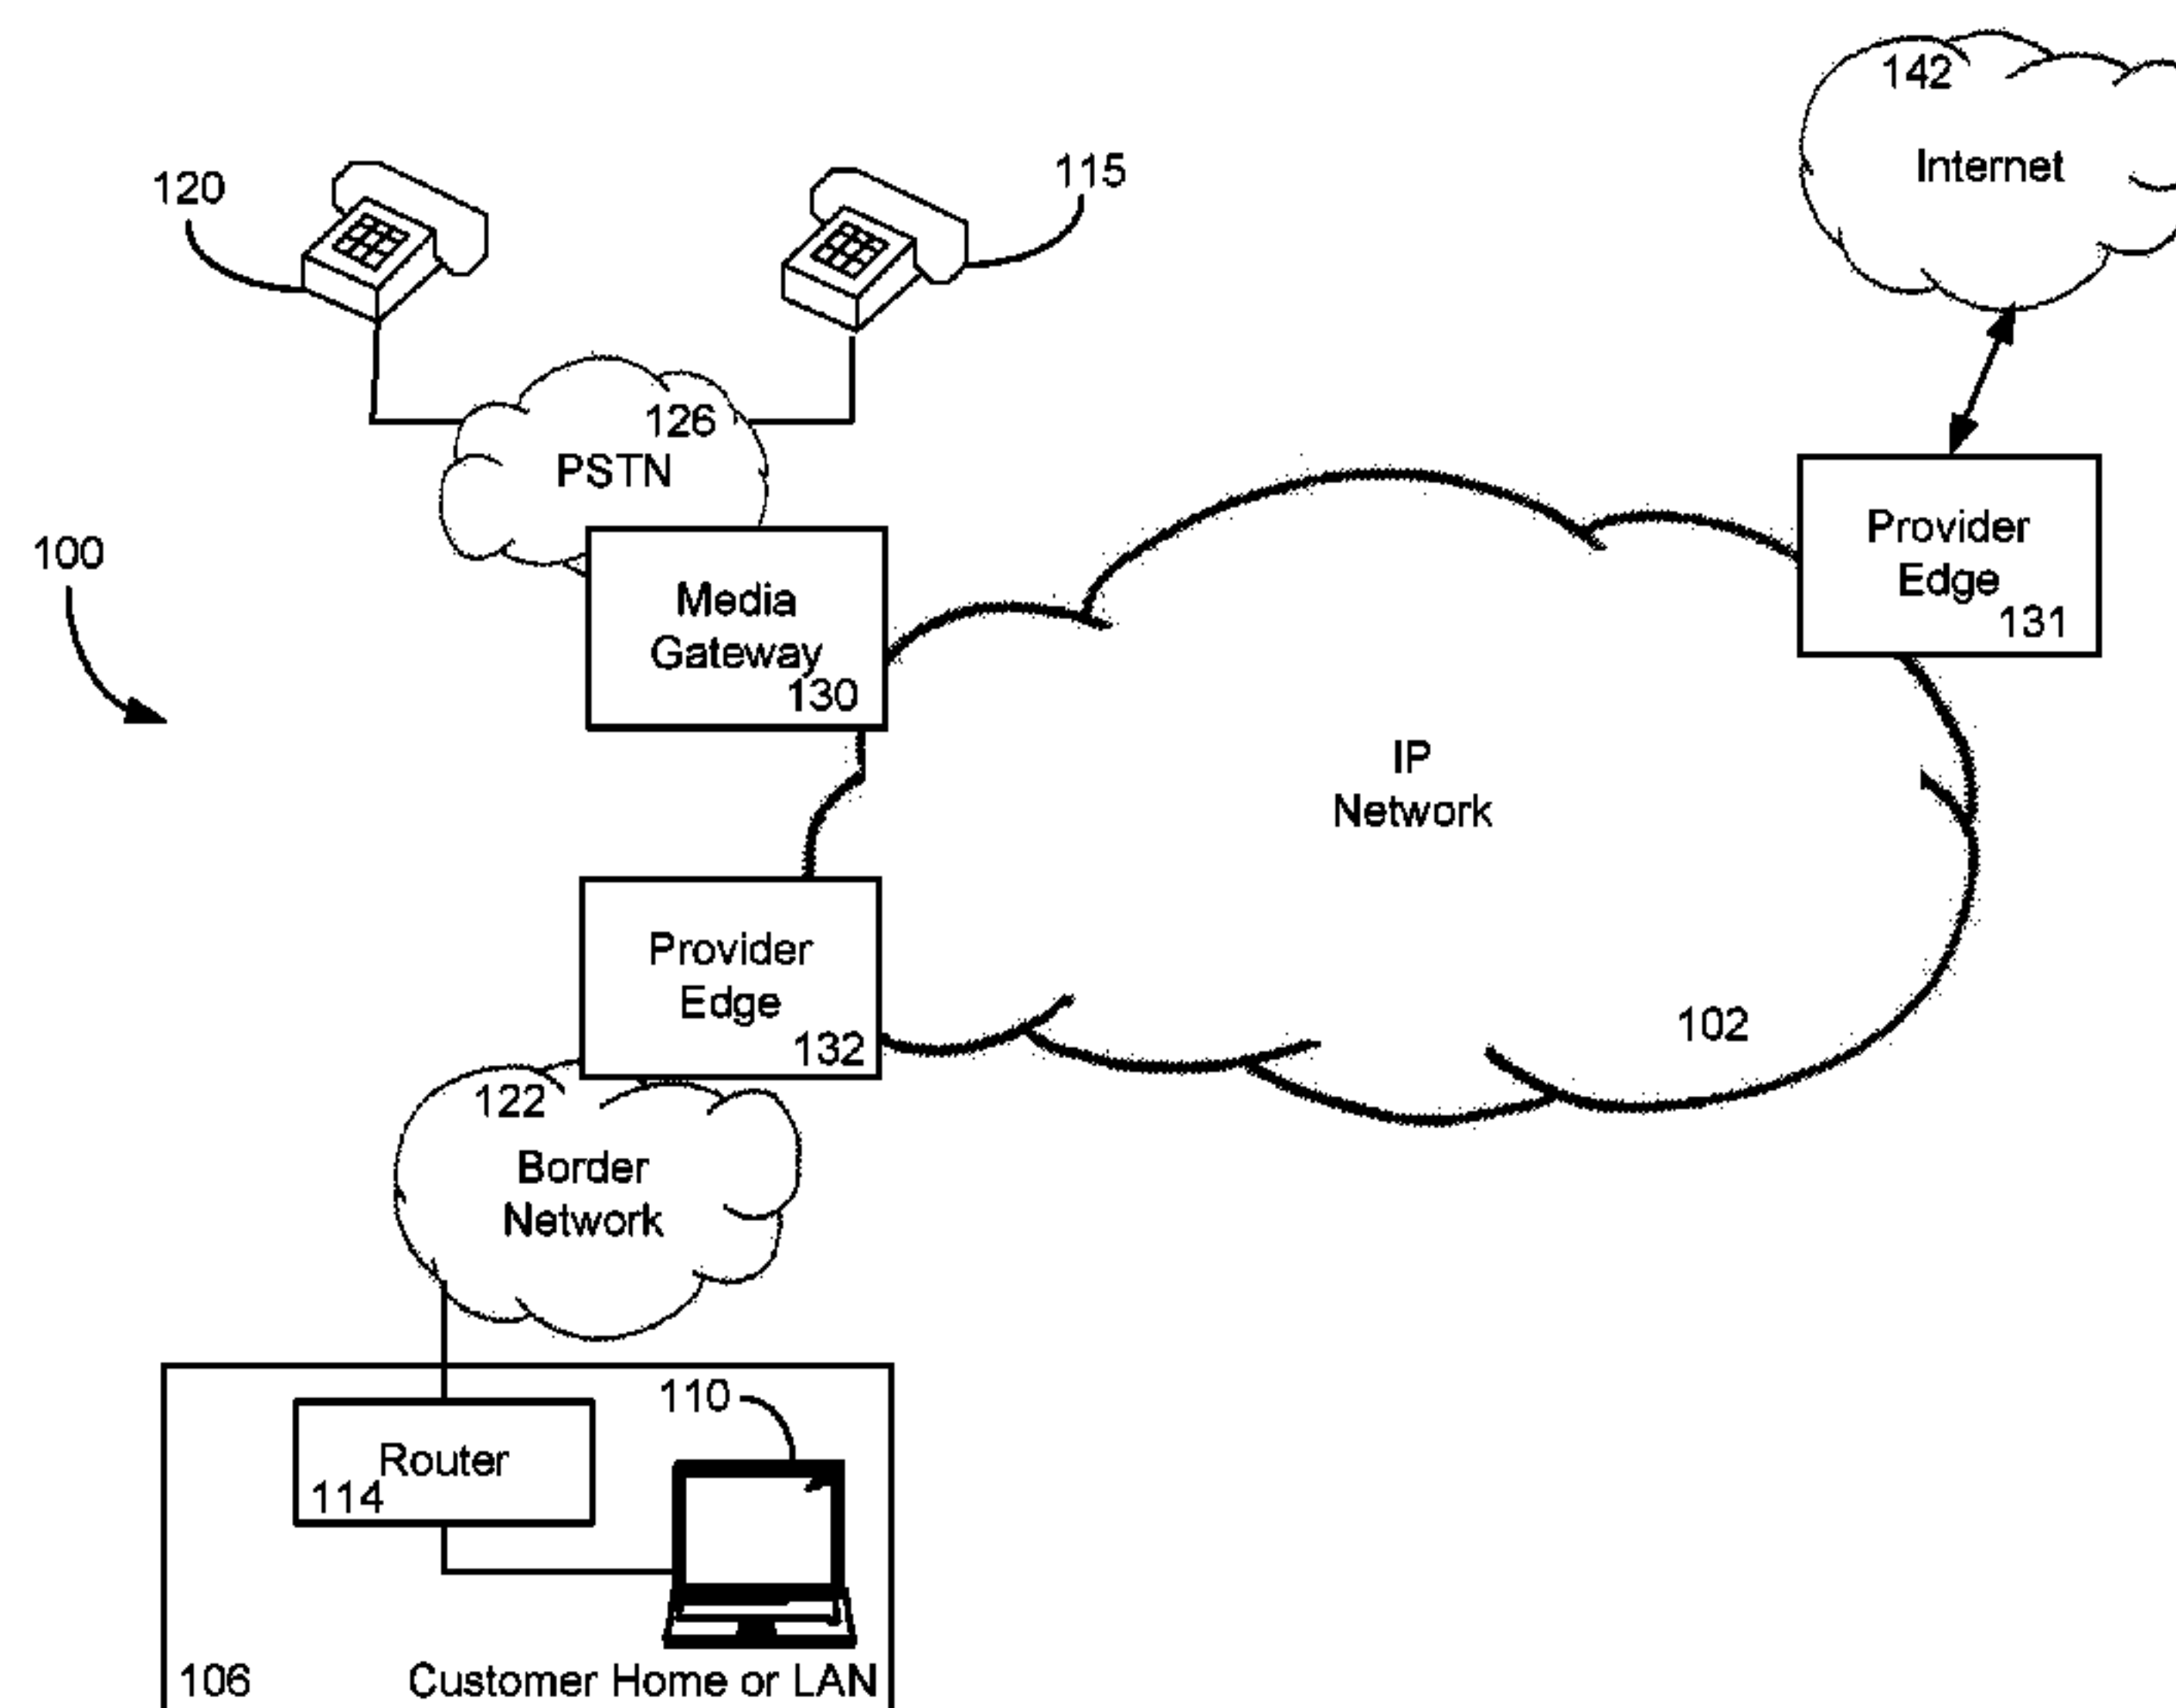 142
Internet
120
115
126
PSTN
100
Media
Gateway
130
Provider
Edge
131
IP
Network
Provider
Edge
132
102
122
Border
Network
110
Router
114
106
Customer Home or LAN